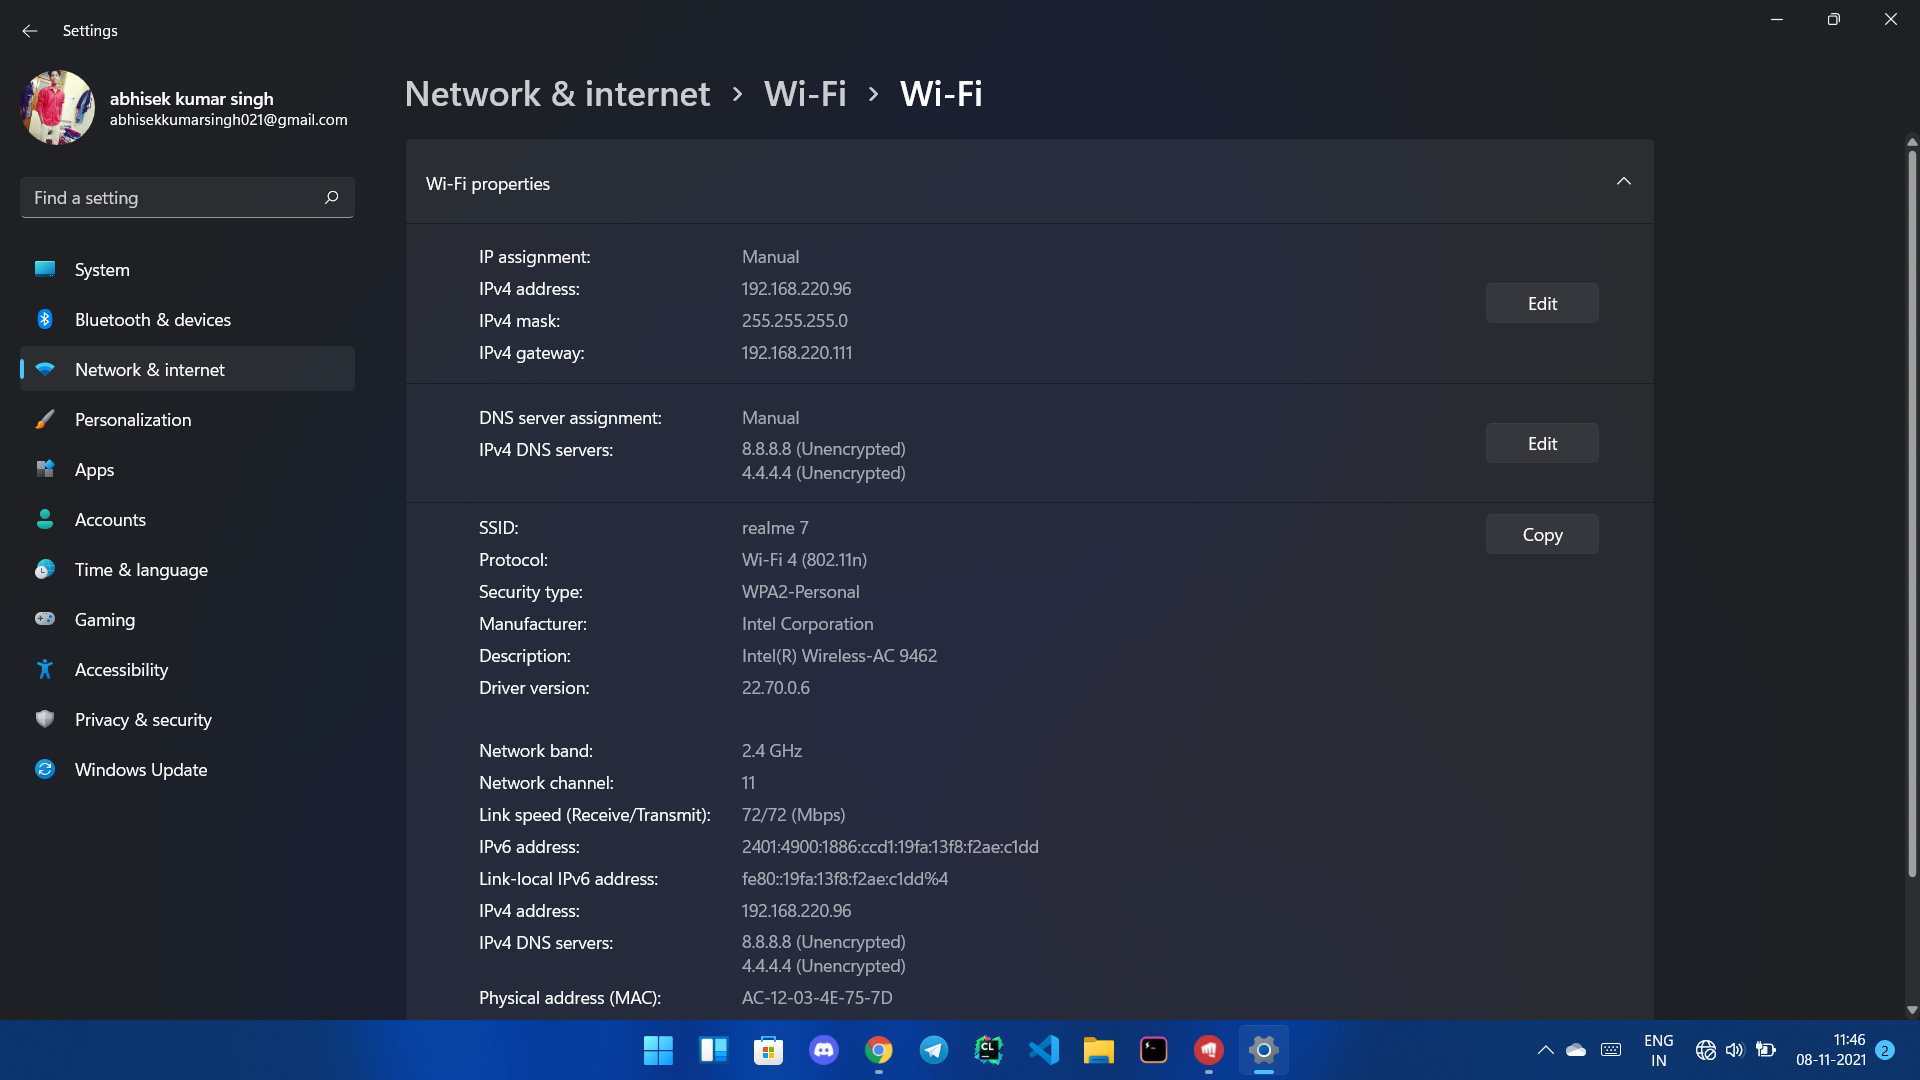 Settings
abhisek kumar singh
abhisekkumarsingh021@gmail.com
Find a setting
System
Bluetooth & devices
Network & internet
Personalization
Apps
Accounts
Time & language
Gaming
Accessibility
Privacy & security
Windows Update
Network & internet > Wi-Fi > Wi-Fi
Wi-Fi properties
IP assignment: Manual
IPv4 address: 192.168.220.96
IPv4 mask: 255.255.255.0
IPv4 gateway: 192.168.220.111
Edit
DNS server assignment: Manual
IPv4 DNS servers: 8.8.8.8 (Unencrypted)
4.4.4.4 (Unencrypted)
Edit
SSID: realme 7
Copy
Protocol: Wi-Fi 4 (802.11n)
Security type: WPA2-Personal
Manufacturer: Intel Corporation
Description: Intel(R) Wireless-AC 9462
Driver version: 22.70.0.6
Network band: 2.4 GHz
Network channel: 11
Link speed (Receive/Transmit): 72/72 (Mbps)
IPv6 address: 2401:4900:1886:ccd1:19fa:13f8:f2ae:c1dd
Link-local IPv6 address: fe80::19fa:13f8:f2ae:c1dd%4
IPv4 address: 192.168.220.96
IPv4 DNS servers: 8.8.8.8 (Unencrypted)
4.4.4.4 (Unencrypted)
Physical address (MAC): AC-12-03-4E-75-7D
CL
ENG
IN
11:46
08-11-2021
2